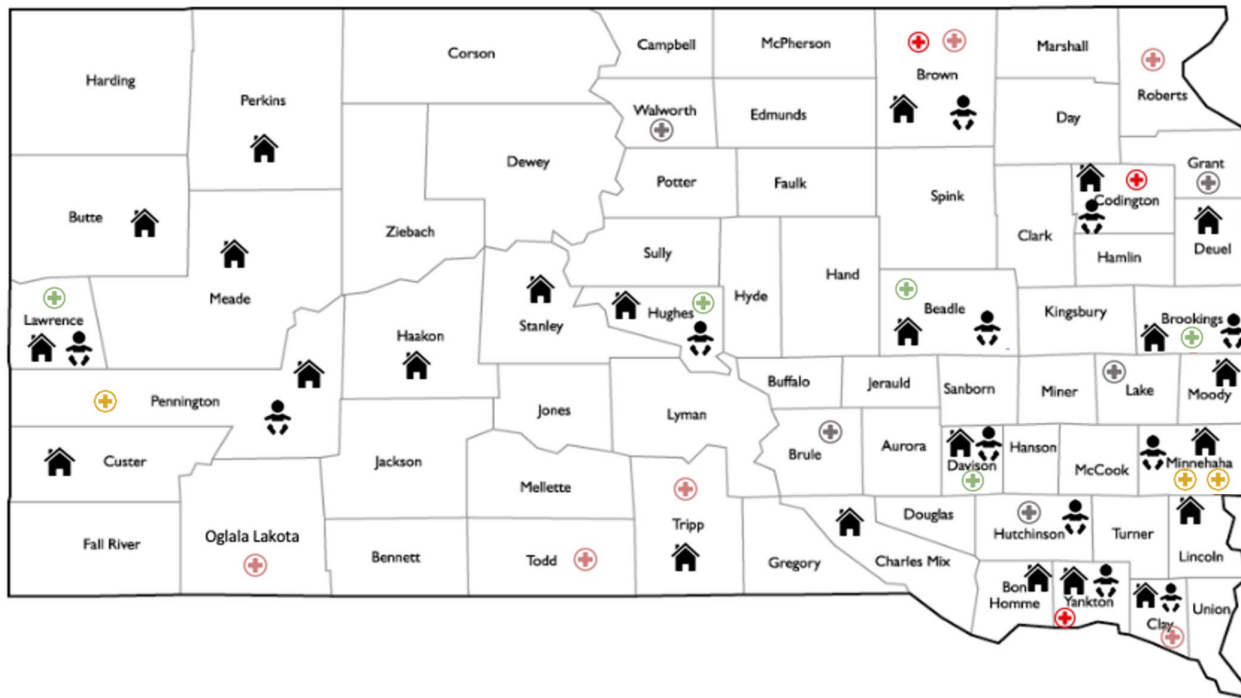 Harding
Perkins
Corson
Campbell
McPherson
Brown
Marshall
Roberts
Walworth
Edmunds
Day
Butte
Dewey
Ziebach
Potter
Faulk
Spink
Grant
Codington
Clark
Deuel
Hamlin
Meade
Sully
Hyde
Hand
Lawrence
Stanley
Hughes
Beadle
Kingsbury
Brookings
Haakon
Pennington
Jones
Lyman
Buffalo
Jerauld
Sanborn
Miner
Lake
Moody
Custer
Jackson
Mellette
Brule
Aurora
Davison
Hanson
McCook
Minnehaha
Fall River
Oglala Lakota
Bennett
Todd
Tripp
Gregory
Douglas
Charles Mix
Hutchinson
Turner
Lincoln
Bon
Homme
Yankton
Clay
Union